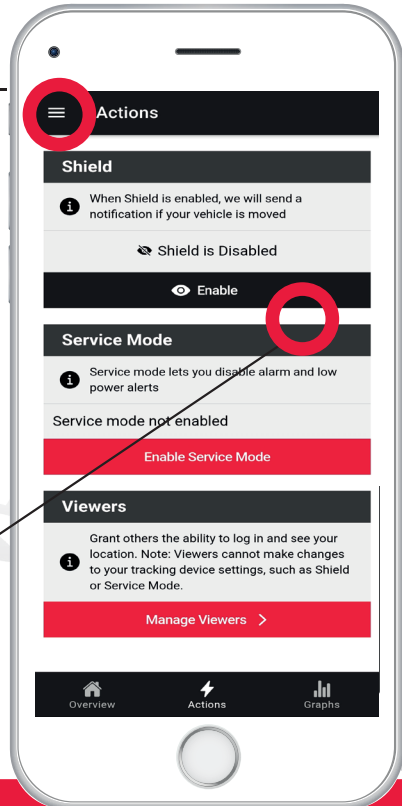 Actions
Shield
When Shield is enabled, we will send a
notification if your vehicle is moved
Shield is Disabled
Enable
Service Mode
Service mode lets you disable alarm and low
power alerts
Service mode not enabled
Enable Service Mode
Viewers
Grant others the ability to log in and see your
location. Note: Viewers cannot make changes
to your tracking device settings, such as Shield
or Service Mode.
Manage Viewers
Overview
Actions
Graphs